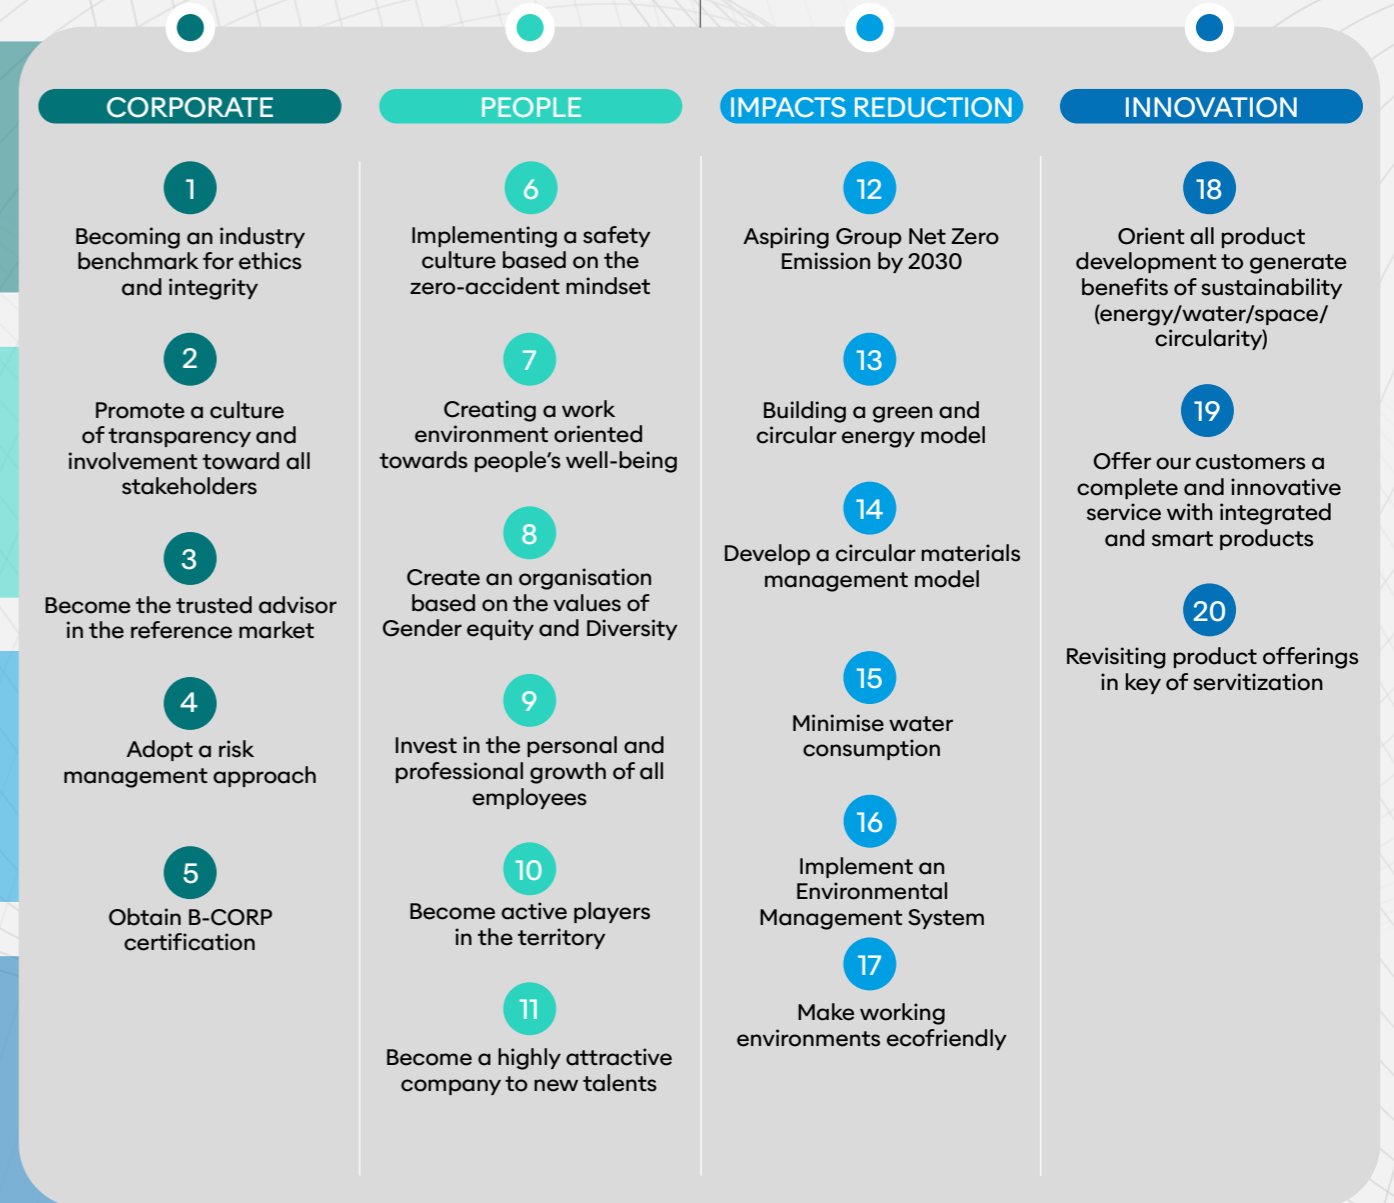 CORPORATE
1
Becoming an industry
benchmark for ethics
and integrity
2
Promote a culture
of transparency and
involvement toward all
stakeholders
3
Become the trusted advisor
in the reference market
4
Adopt a risk
management approach
5
Obtain B-CORP
certification
PEOPLE
6
Implementing a safety
culture based on the
zero-accident mindset
7
Creating a work
environment oriented
towards people’s well-being
8
Create an organisation
based on the values of
Gender equity and Diversity
9
Invest in the personal and
professional growth of all
employees
10
Become active players
in the territory
11
Become a highly attractive
company to new talents
IMPACTS REDUCTION
12
Aspiring Group Net Zero
Emission by 2030
13
Building a green and
circular energy model
14
Develop a circular materials
management model
15
Minimise water
consumption
16
Implement an
Environmental
Management System
17
Make working
environments ecofriendly
INNOVATION
18
Orient all product
development to generate
benefits of sustainability
(energy/water/space/
circularity)
19
Offer our customers a
complete and innovative
service with integrated
and smart products
20
Revisiting product offerings
in key of servitization